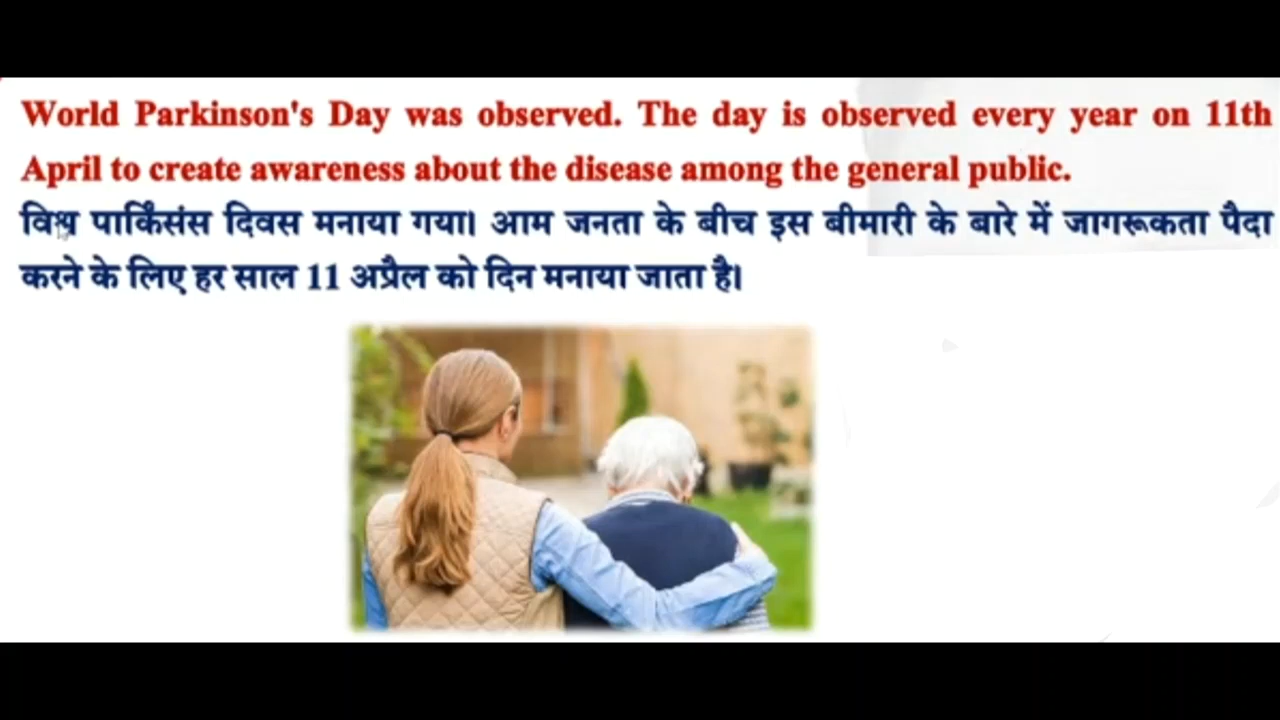 World Parkinson's Day was observed. The day is observed every year on 11th
April to create awareness about the disease among the general public.
विश्व पार्किंसंस दिवस मनाया गया। आम जनता के बीच इस बीमारी के बारे में जागरूकता पैदा
करने के लिए हर साल 11 अप्रैल को दिन मनाया जाता है।